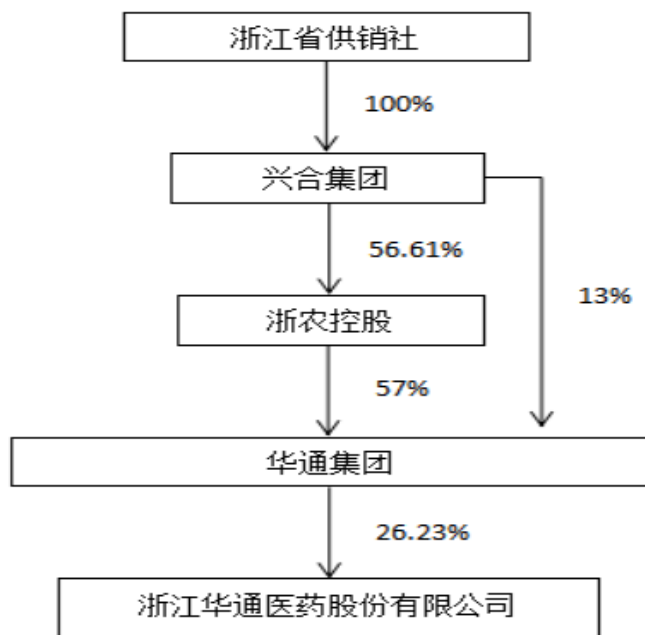 浙江省供销社
100%
兴合集团
56.61%
13%
浙农控股
57%
华通集团
26.23%
浙江华通医药股份有限公司